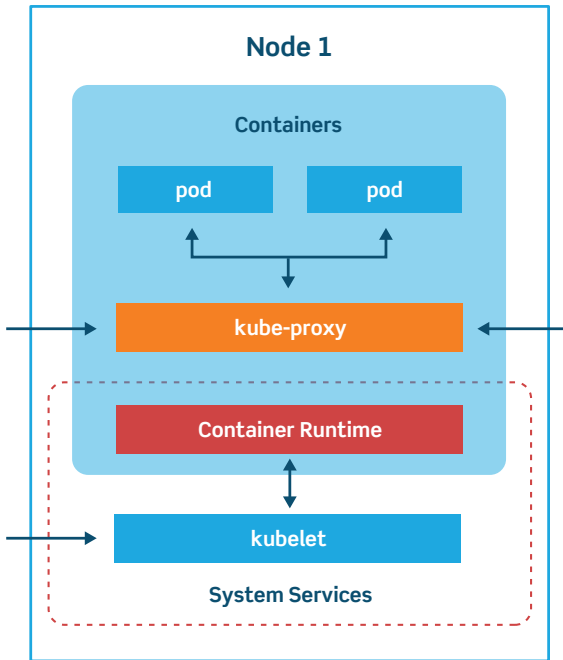 Node 1
Containers
pod
pod
kube-proxy
Container Runtime
kubelet
System Services